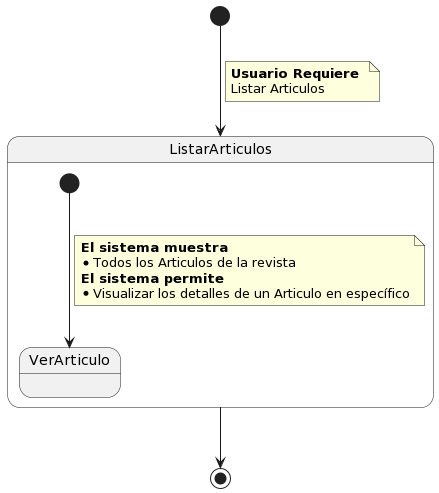 Usuario Requiere
Listar Articulos
ListarArticulos
El sistema muestra
• Todos los Articulos de la revista
El sistema permite
• Visualizar los detalles de un Articulo en específico
VerArticulo